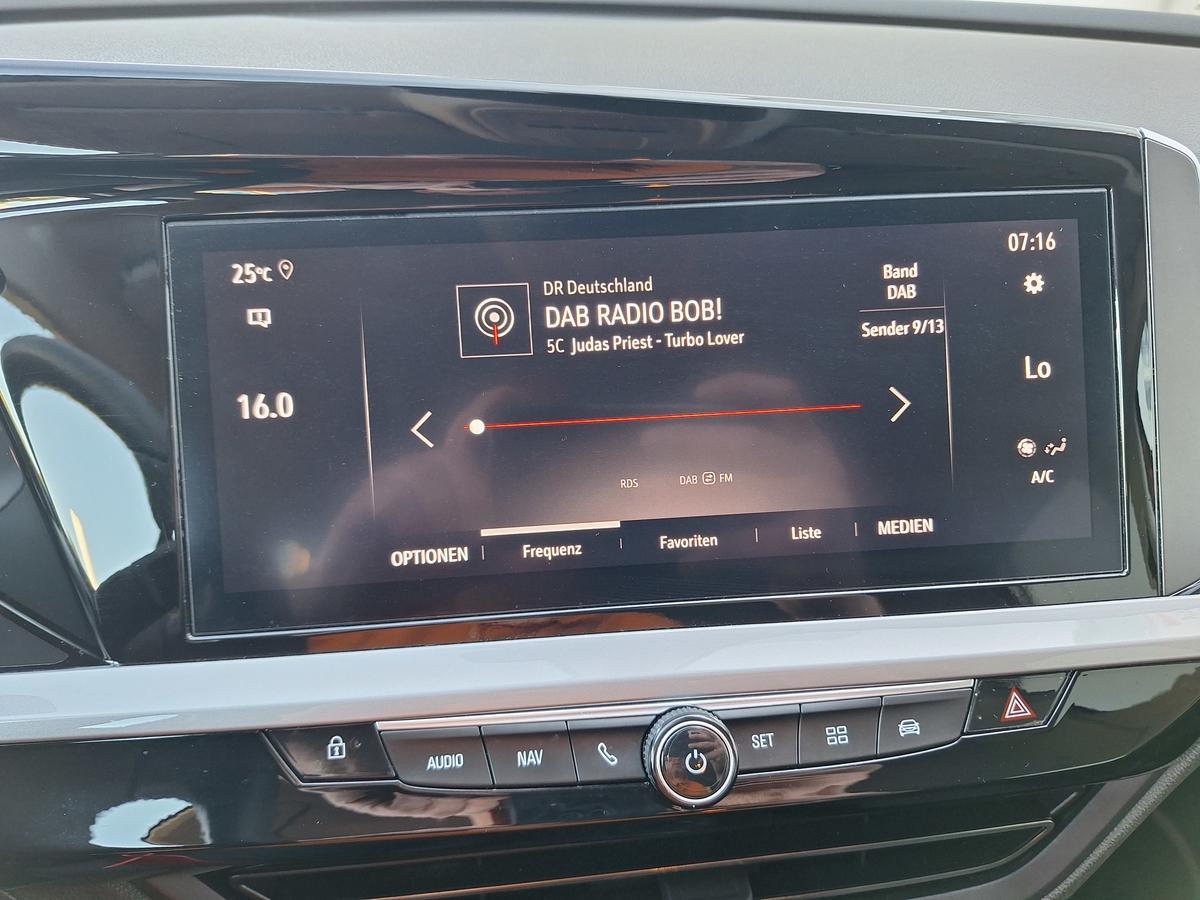 25°C
16.0
DR Deutschland
DAB RADIO BOB!
5C Judas Priest - Turbo Lover
Band
DAB
Sender 9/13
07:16
Lo
A/C
RDS
DAB FM
OPTIONEN Frequenz Favoriten Liste MEDIEN
AUDIO NAV SET